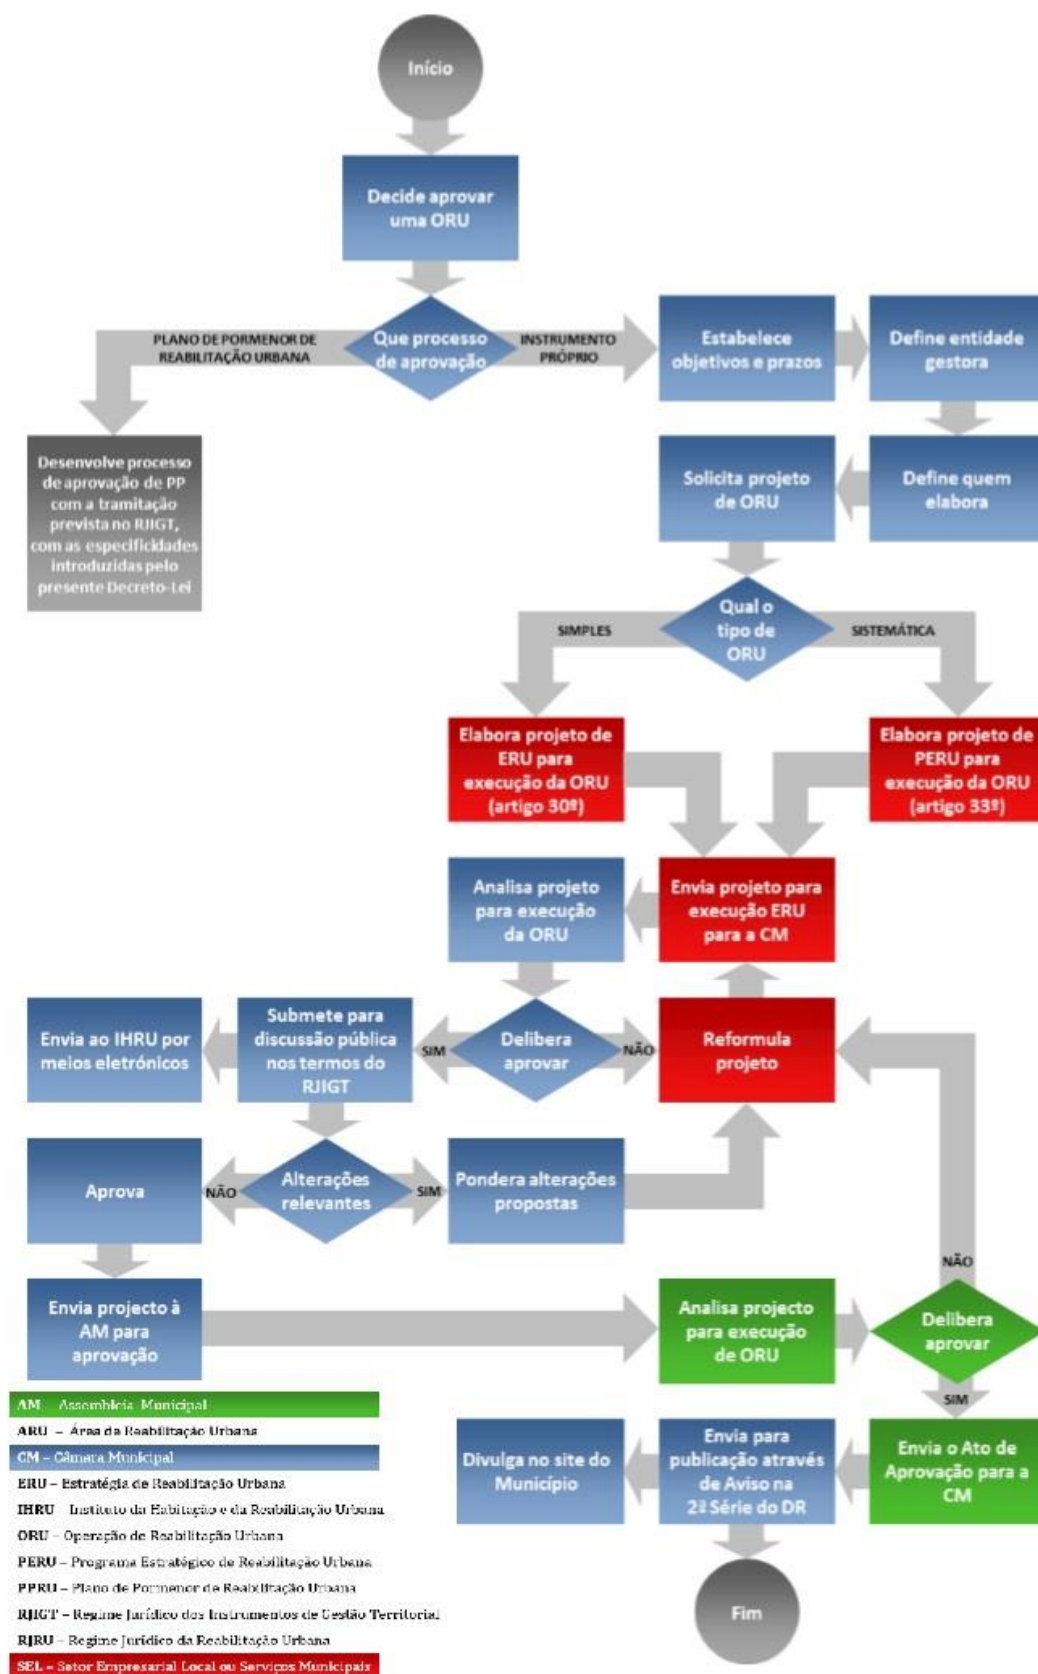 Início
Decide aprovar
uma ORU
Que processo
de aprovação
PLANO DE PORMENOR DE
REABILITAÇÃO URBANA
INSTRUMENTO
PRÓPRIO
Estabelece
objetivos e prazos
Define entidade
gestora
Desenvolve processo
de aprovação de PP
com a tramitação
prevista no RJIGT,
com as especificidades
introduzidas pelo
presente Decreto-Lei
Solicita projeto
de ORU
Define quem
elabora
Qual o
tipo de
ORU
SIMPLES
SISTEMÁTICA
Elabora projeto de
ERU para
execução da ORU
(artigo 30º)
Elabora projeto de
PERU para
execução da ORU
(artigo 33º)
Analisa projeto
para execução
da ORU
Envia projeto para
execução ERU
para a CM
Envia ao IHRU por
meios eletrónicos
Submete para
discussão pública
nos termos do
RJIGT
SIM
Delibera
aprovar
NÃO
Reformula
projeto
Aprova
NÃO
Alterações
relevantes
SIM
Pondera alterações
propostas
NÃO
Envia projecto à
AM para
aprovação
Analisa projecto
para execução
de ORU
Delibera
aprovar
SIM
Divulga no site do
Município
Envia para
publicação através
de Aviso na
2ª Série do DR
Envia o Ato de
Aprovação para a
CM
Fim
AM – Assembleia Municipal
ARU – Área de Reabilitação Urbana
CM – Câmara Municipal
ERU – Estratégia de Reabilitação Urbana
IHRU – Instituto da Habitação e da Reabilitação Urbana
ORU – Operação de Reabilitação Urbana
PERU – Programa Estratégico de Reabilitação Urbana
PPRU – Plano de Pormenor de Reabilitação Urbana
RJIGT – Regime Jurídico dos Instrumentos de Gestão Territorial
RJRU – Regime Jurídico da Reabilitação Urbana
SEL – Setor Empresarial Local ou Serviços Municipais